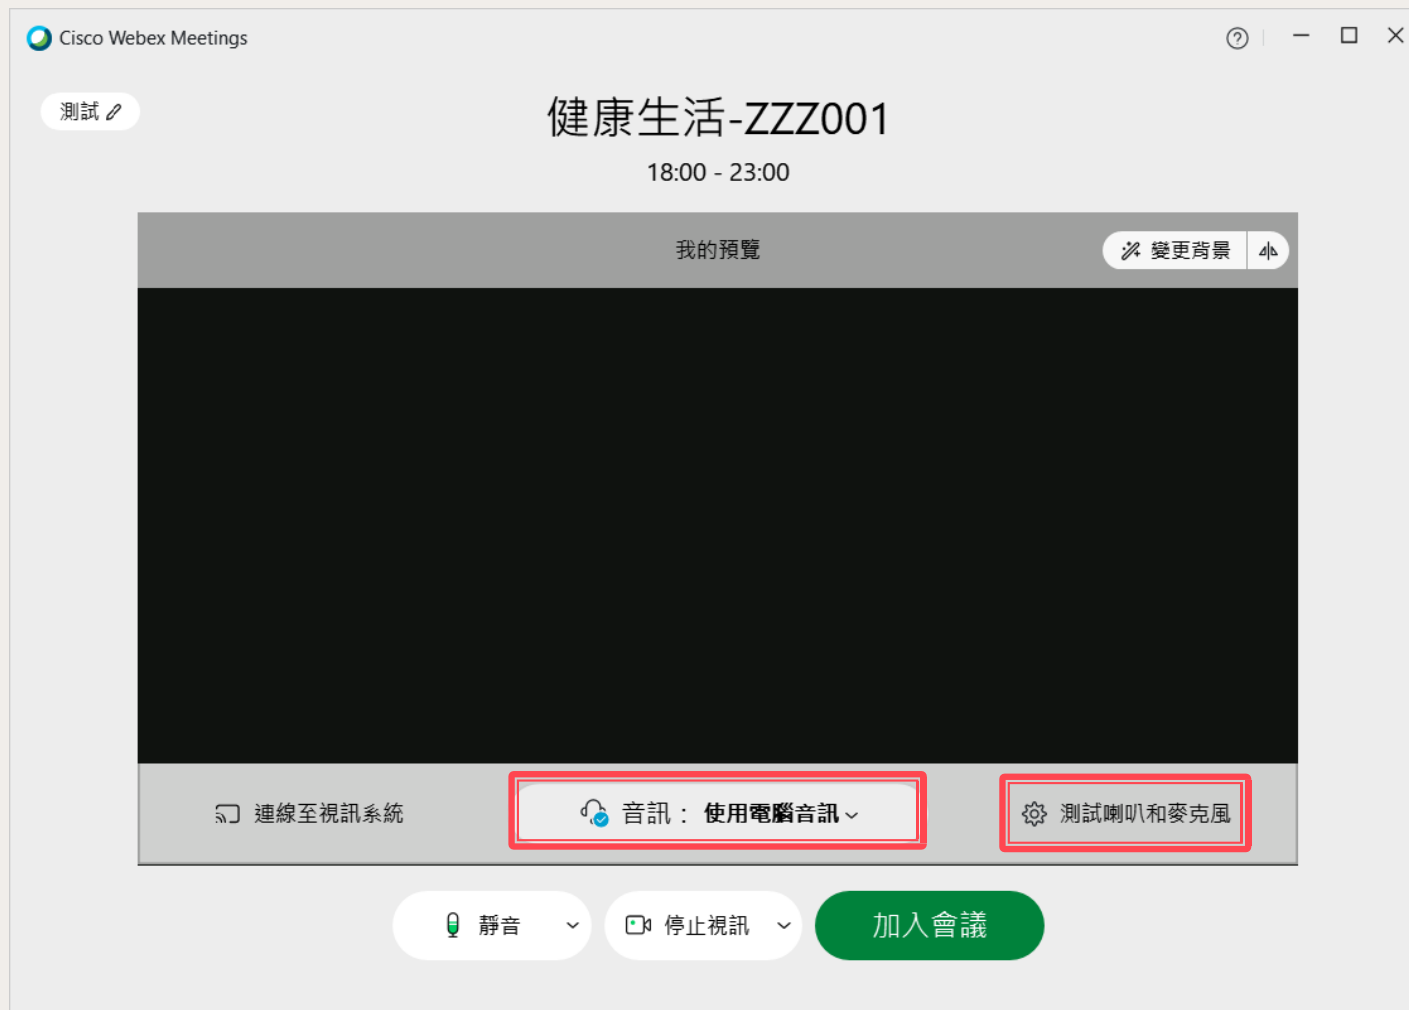 Cisco Webex Meetings
測試
健康生活-ZZZ001
18:00 - 23:00
我的預覽
變更背景
連線至視訊系統
音訊： 使用電腦音訊
測試喇叭和麥克風
靜音
停止視訊
加入會議